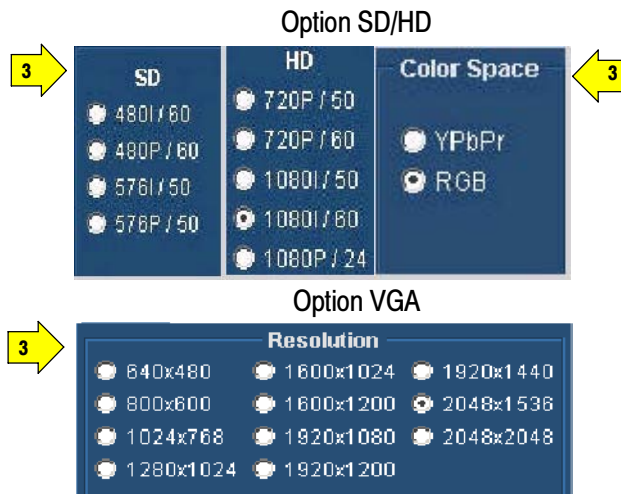 Option SD/HD
3
SD
480I / 60
480P / 60
576I / 50
576P / 50
HD
720P / 50
720P / 60
1080I / 50
1080I / 60
1080P / 24
Color Space
YPbPr
RGB
3
Option VGA
3
Resolution
640x480
800x600
1024x768
1280x1024
1600x1024
1600x1200
1920x1080
1920x1200
1920x1440
2048x1536
2048x2048